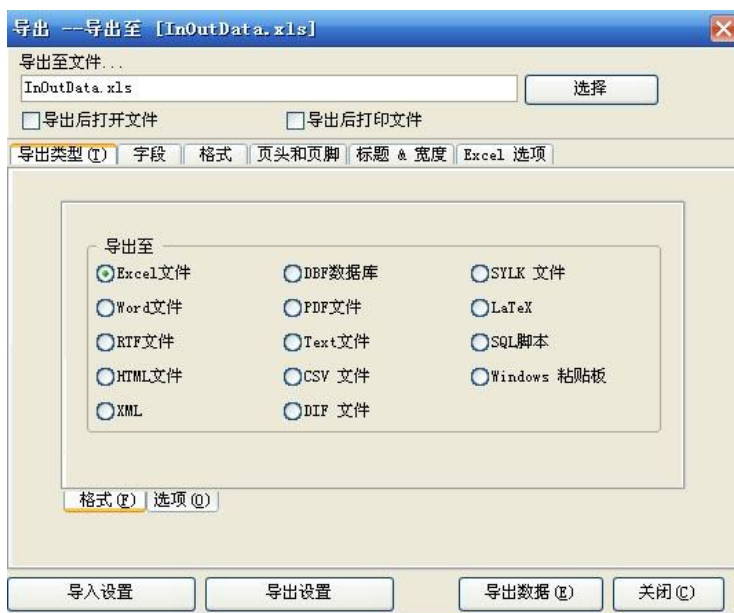 导出 --导出至 [InOutData.xls]
导出至文件...
InOutData.xls 选择
导出后打开文件 导出后打印文件
导出类型(T) 字段 格式 页头和页脚 标题 & 宽度 Excel 选项
导出至
Excel文件 DBF数据库 SYLK 文件
Word文件 PDF文件 LaTeX
RTF文件 Text文件 SQL脚本
HTML文件 CSV 文件 Windows 粘贴板
XML DIF 文件
格式(F) 选项(O)
导入设置 导出设置 导出数据(E) 关闭(C)